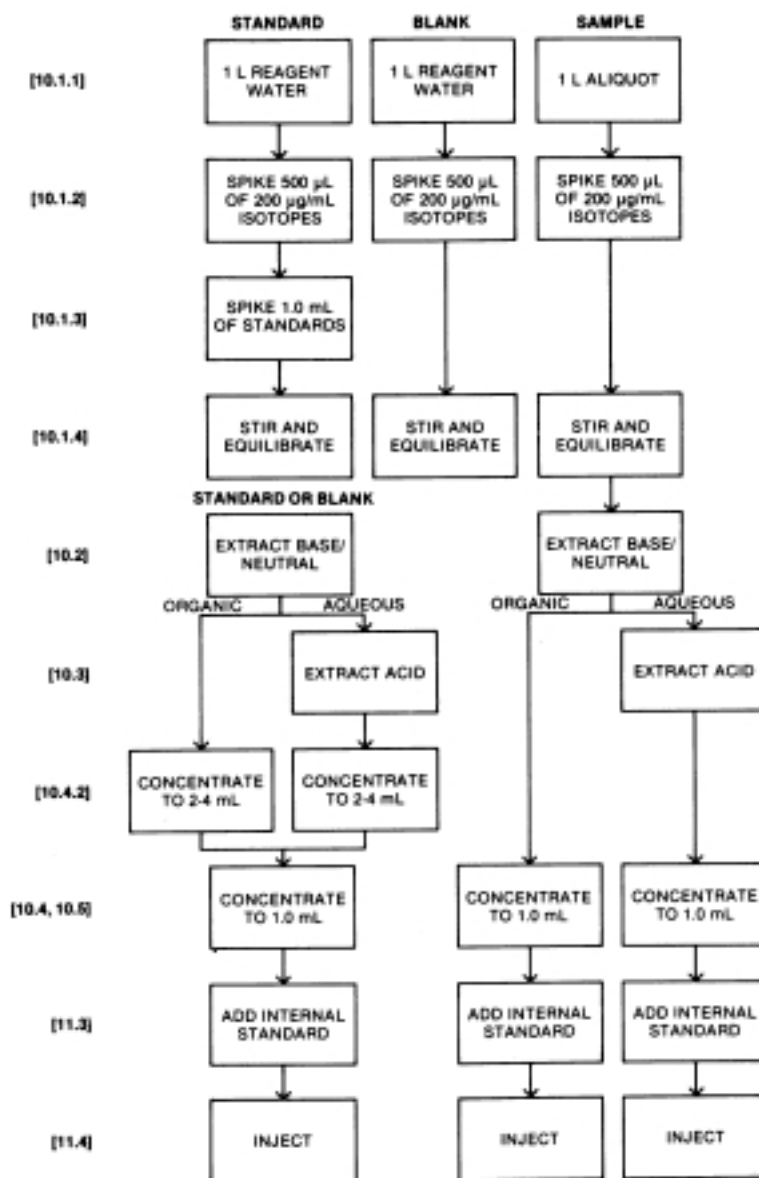 STANDARD BLANK SAMPLE
[10.1.1]
1 L REAGENT
WATER
1 L REAGENT
WATER
1 L ALIQUOT
[10.1.2]
SPIKE 500 µL
OF 200 µg/mL
ISOTOPES
SPIKE 500 µL
OF 200 µg/mL
ISOTOPES
SPIKE 500 µL
OF 200 µg/mL
ISOTOPES
[10.1.3]
SPIKE 1.0 mL
OF STANDARDS
[10.1.4]
STIR AND
EQUILIBRATE
STIR AND
EQUILIBRATE
STIR AND
EQUILIBRATE
STANDARD OR BLANK
[10.2]
EXTRACT BASE/
NEUTRAL
EXTRACT BASE/
NEUTRAL
ORGANIC AQUEOUS ORGANIC AQUEOUS
[10.3]
EXTRACT ACID
EXTRACT ACID
[10.4.2]
CONCENTRATE
TO 2-4 mL
CONCENTRATE
TO 2-4 mL
[10.4, 10.5]
CONCENTRATE
TO 1.0 mL
CONCENTRATE
TO 1.0 mL
CONCENTRATE
TO 1.0 mL
[11.3]
ADD INTERNAL
STANDARD
ADD INTERNAL
STANDARD
ADD INTERNAL
STANDARD
[11.4]
INJECT
INJECT
INJECT